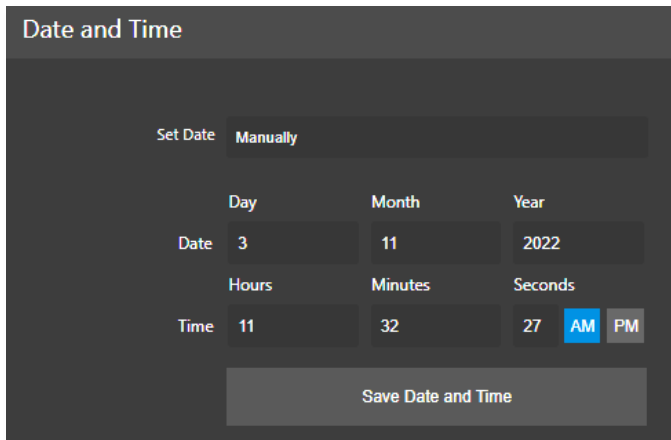 Date and Time
Set Date Manually
Day Month Year
Date 3 11 2022
Hours Minutes Seconds
Time 11 32 27 AM PM
Save Date and Time